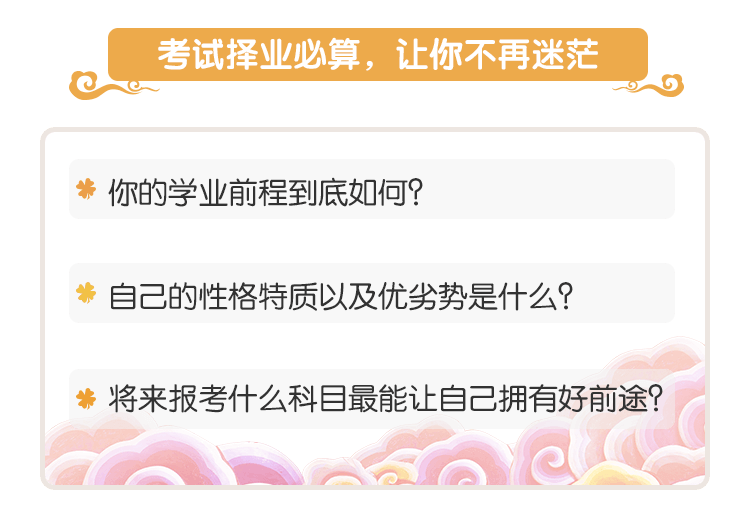 考试择业必算，让你不再迷茫
你的学业前程到底如何？
自己的性格特质以及优劣势是什么？
将来报考什么科目最能让自己拥有好前途？